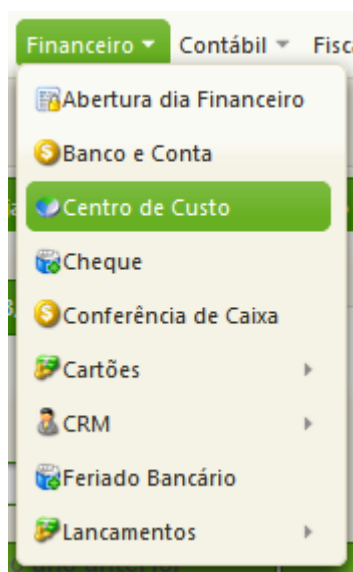 Financeiro Contábil Fisc
Abertura dia Financeiro
Banco e Conta
Centro de Custo
Cheque
Conferência de Caixa
Cartões
CRM
Feriado Bancário
Lancamentos